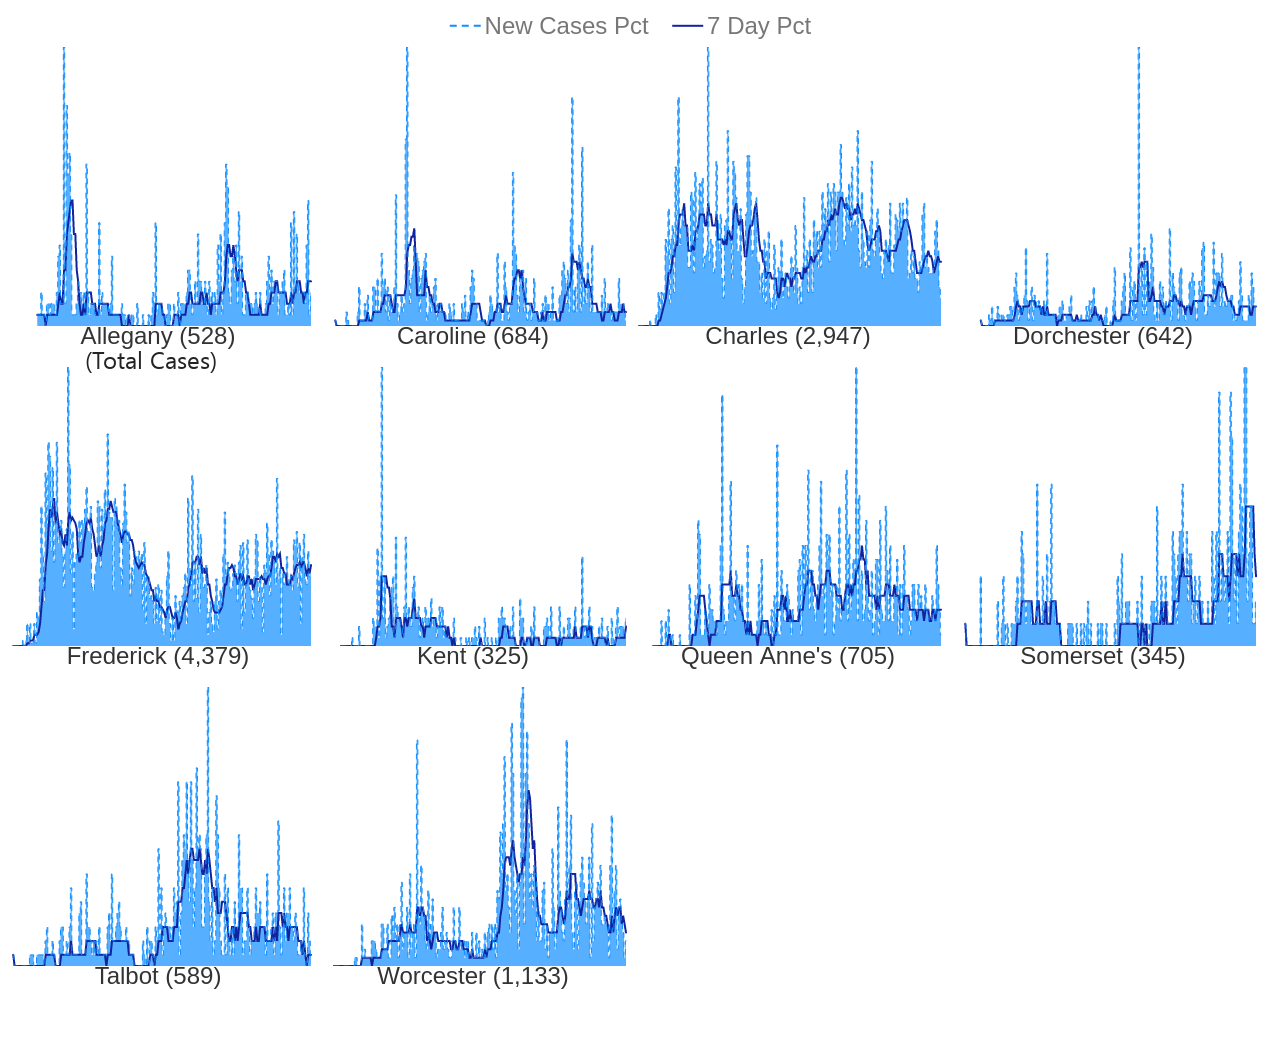 New Cases Pct 7 Day Pct
Allegany (528) Caroline (684) Charles (2,947) Dorchester (642)
(Total Cases)
Frederick (4,379) Kent (325) Queen Anne's (705) Somerset (345)
Talbot (589) Worcester (1,133)